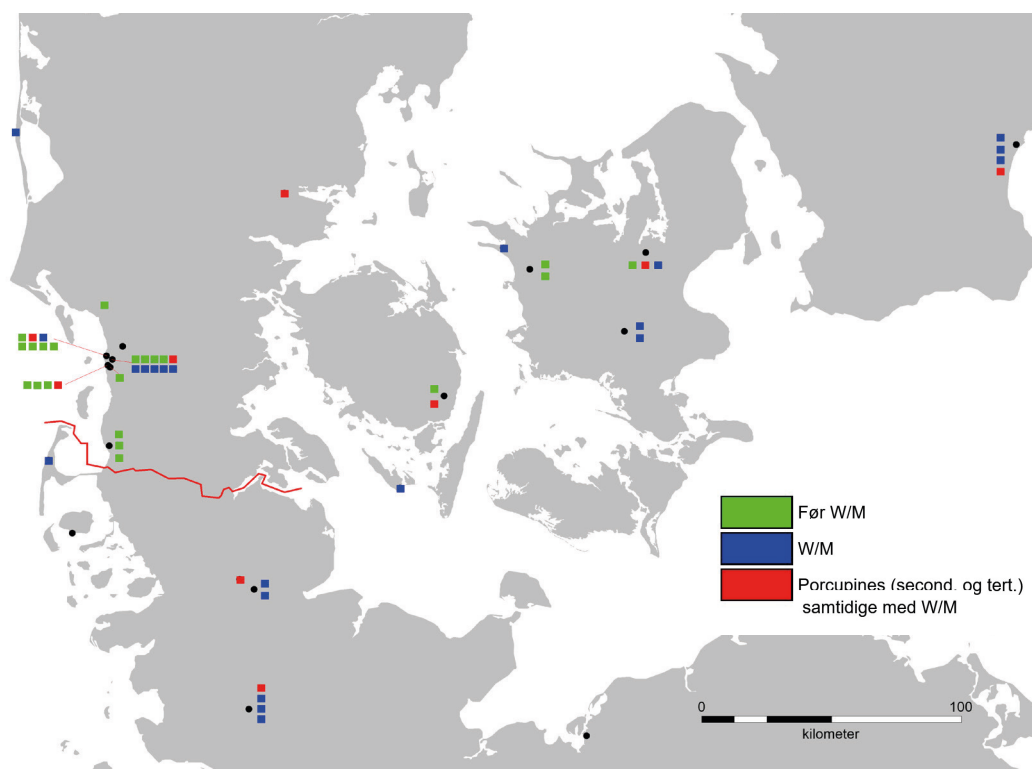 Før W/M
W/M
Porcupines (second. og tert.)
samtidige med W/M
0 100
kilometer